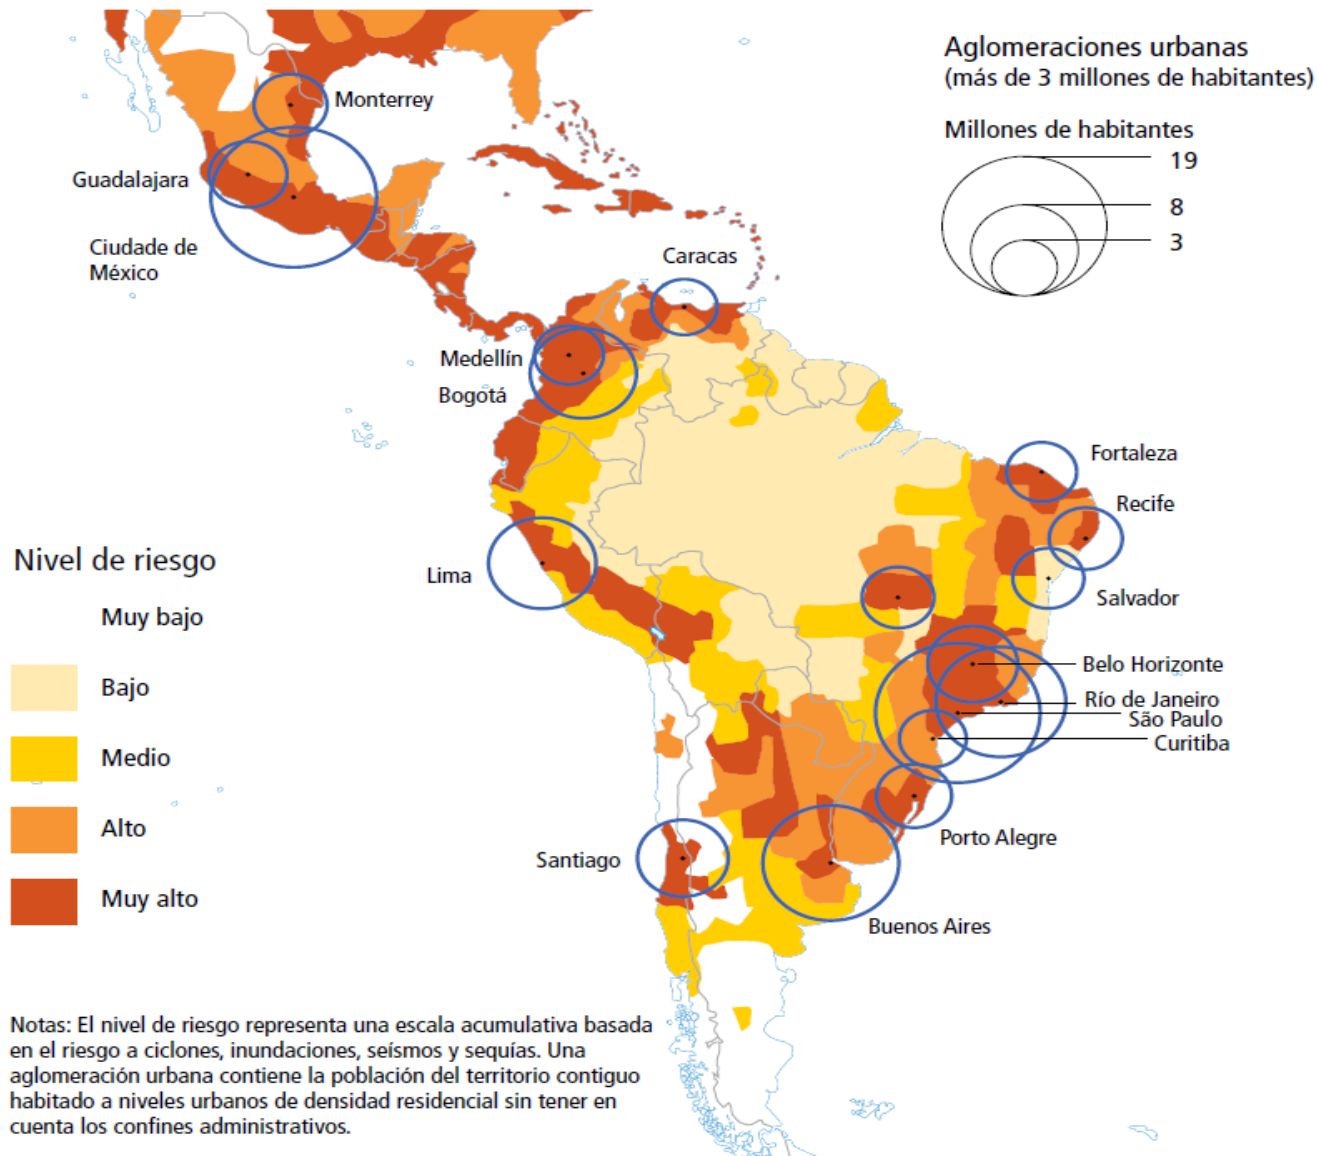 Aglomeraciones urbanas
(más de 3 millones de habitantes)
Millones de habitantes
19
8
3
Monterrey
Guadalajara
Ciudade de
México
Caracas
Medellín
Bogotá
Fortaleza
Recife
Lima
Salvador
Belo Horizonte
Río de Janeiro
São Paulo
Curitiba
Porto Alegre
Santiago
Buenos Aires
Nivel de riesgo
Muy bajo
Bajo
Medio
Alto
Muy alto
Notas: El nivel de riesgo representa una escala acumulativa basada
en el riesgo a ciclones, inundaciones, seísmos y sequías. Una
aglomeración urbana contiene la población del territorio contiguo
habitado a niveles urbanos de densidad residencial sin tener en
cuenta los confines administrativos.